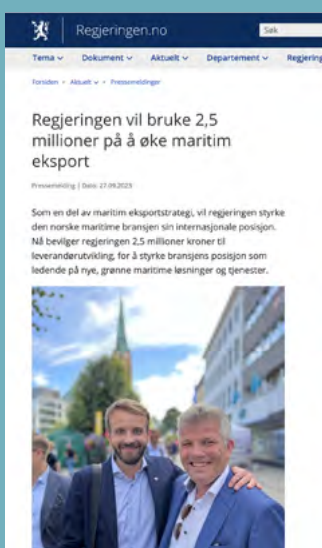 Regjeringen.no
Søk
Tema
Dokument
Aktuelt
Departement
Regjering
Forsiden • Aktuelt • Pressemeldinger
Regjeringen vil bruke 2,5
millioner på å øke maritim
eksport
Pressemelding | Dato: 27.09.2023
Som en del av maritim eksportstrategi, vil regjeringen styrke
den norske maritime bransjen sin internasjonale posisjon.
Nå bevilger regjeringen 2,5 millioner kroner til
leverandørutvikling, for å styrke bransjens posisjon som
ledende på nye, grønne maritime løsninger og tjenester.